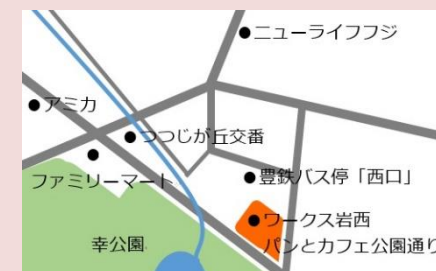 ニューライフフジ
アミカ
つつじが丘交番
ファミリーマート
豊鉄バス停「西口」
ワークス岩西
パンとカフェ公園通り
幸公園